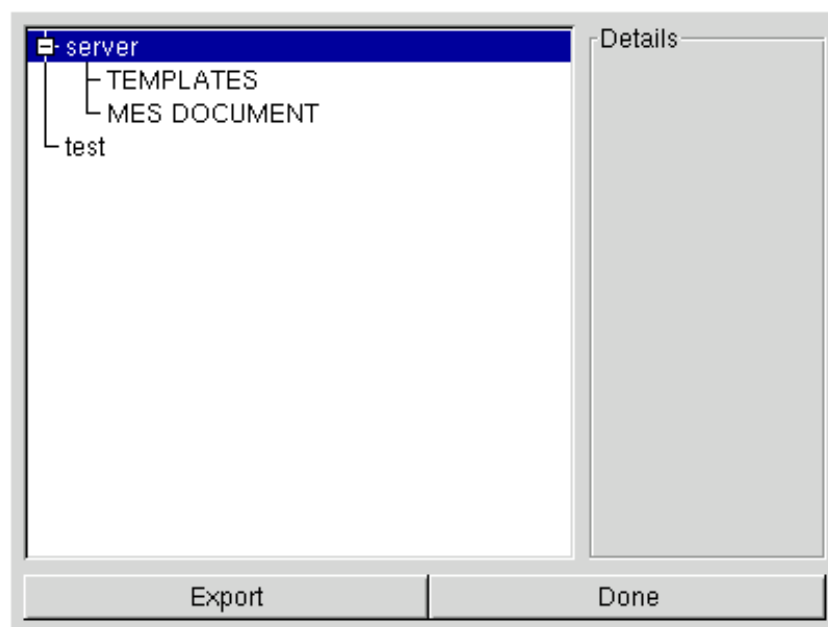 server
TEMPLATES
MES DOCUMENT
test
Details
Export
Done